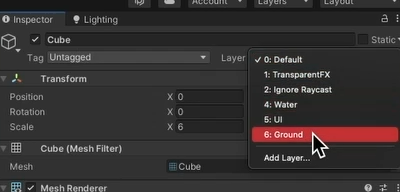 Account Layers Layout
Inspector Lighting
Cube Static
Tag Untagged Layer
0: Default
1: TransparentFX
2: Ignore Raycast
4: Water
5: UI
6: Ground
Add Layer...
Transform
Position X 0
Rotation X 0
Scale X 6
Cube (Mesh Filter)
Mesh Cube
Mesh Renderer